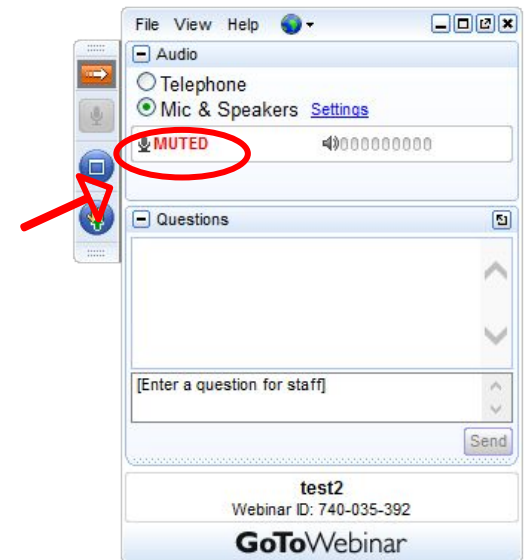 File View Help
Audio
Telephone
Mic & Speakers Settings
MUTED 000000000
Questions
[Enter a question for staff]
Send
test2
Webinar ID: 740-035-392
GoToWebinar